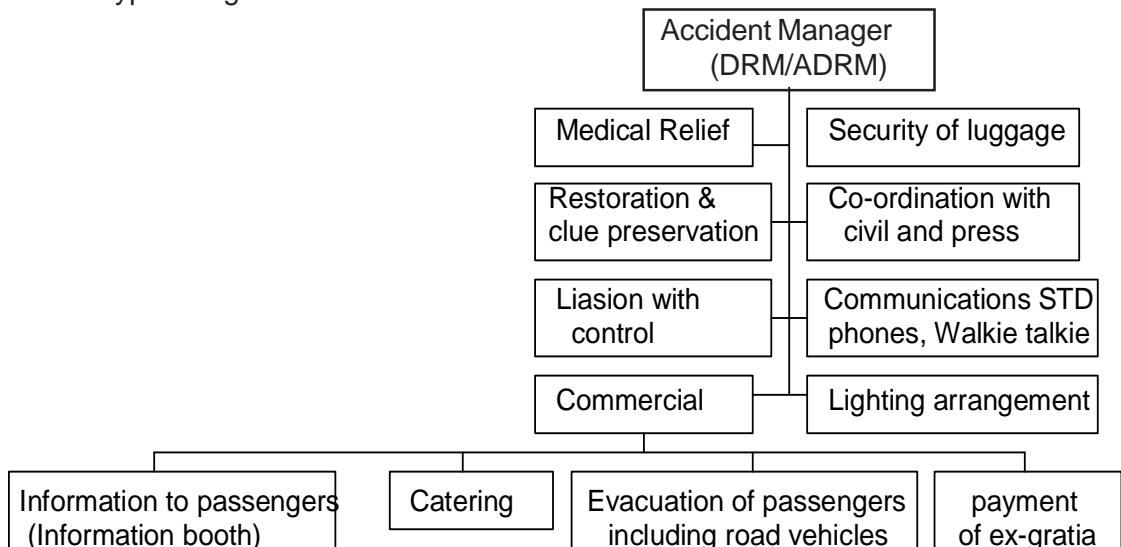 Accident Manager
(DRM/ADRM)
Medical Relief
Security of luggage
Restoration &
clue preservation
Co-ordination with
civil and press
Liasion with
control
Communications STD
phones, Walkie talkie
Commercial
Lighting arrangement
Information to passengers
(Information booth)
Catering
Evacuation of passengers
including road vehicles
payment
of ex-gratia